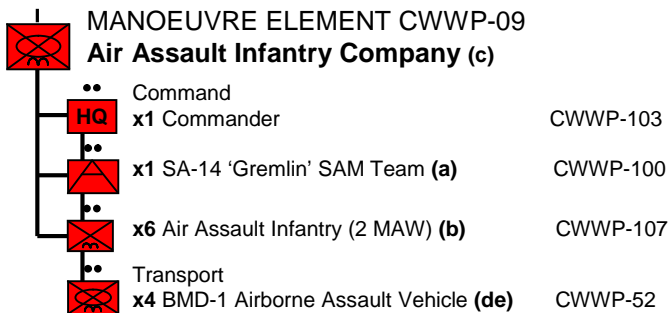 MANOEUVRE ELEMENT CWWP-09
Air Assault Infantry Company (c)
Command
HQ x1 Commander CWWP-103
x1 SA-14 ‘Gremlin’ SAM Team (a) CWWP-100
x6 Air Assault Infantry (2 MAW) (b) CWWP-107
Transport
x4 BMD-1 Airborne Assault Vehicle (de) CWWP-52